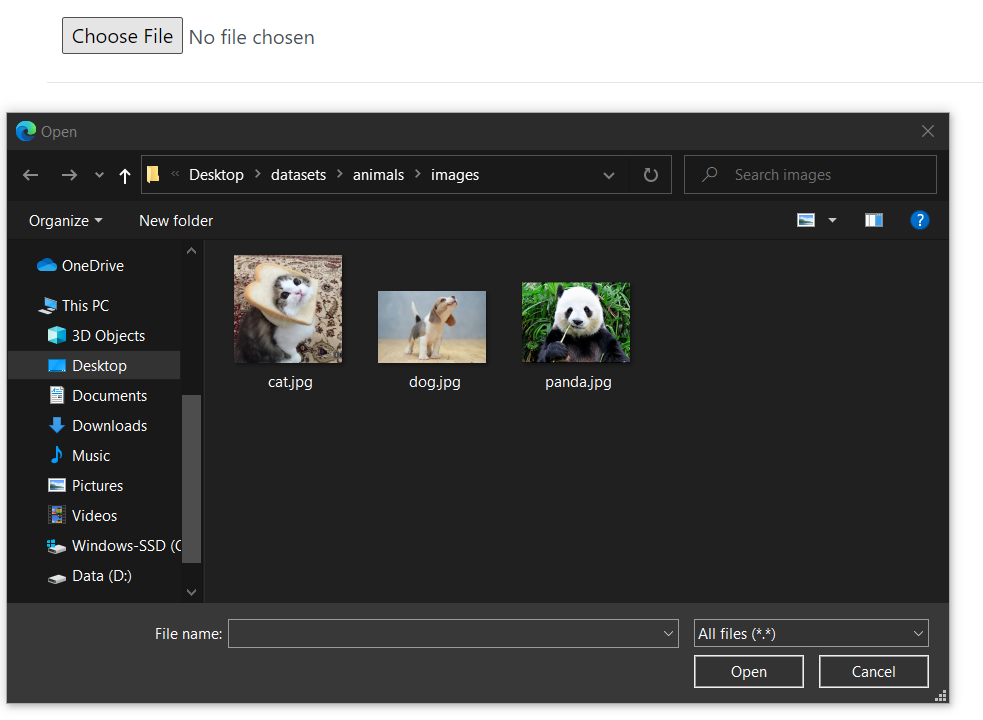 Choose File No file chosen
Open
Desktop datasets animals images
Search images
Organize New folder
OneDrive
This PC
3D Objects
Desktop
Documents
Downloads
Music
Pictures
Videos
Windows-SSD (C
Data (D:)
cat.jpg dog.jpg panda.jpg
File name: All files (*.*)
Open Cancel